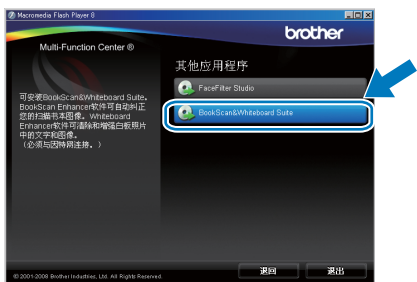 Macromedia Flash Player 8
brother
Multi-Function Center ®
其他应用程序
FaceFilter Studio
BookScan&Whiteboard Suite
可安装BookScan&Whiteboard Suite。
BookScan Enhancer软件可自动纠正
您的扫描书本图像。Whiteboard
Enhancer软件可清除和增强白板照片
中的文字和图像。
（必须与因特网连接。）
© 2001-2008 Brother Industries, Ltd. All Rights Reserved.
退回
退出